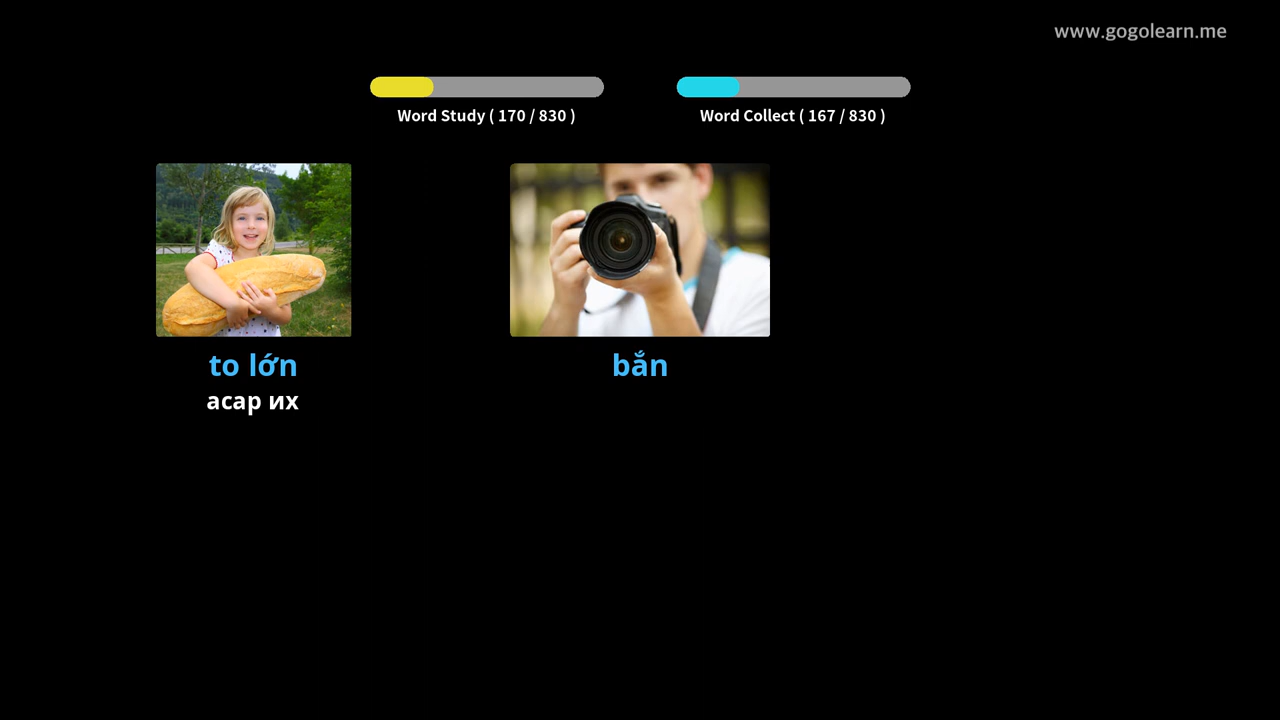 www.gogolearn.me
Word Study ( 170 / 830 )
Word Collect ( 167 / 830 )
to lớn
bắn
асар их